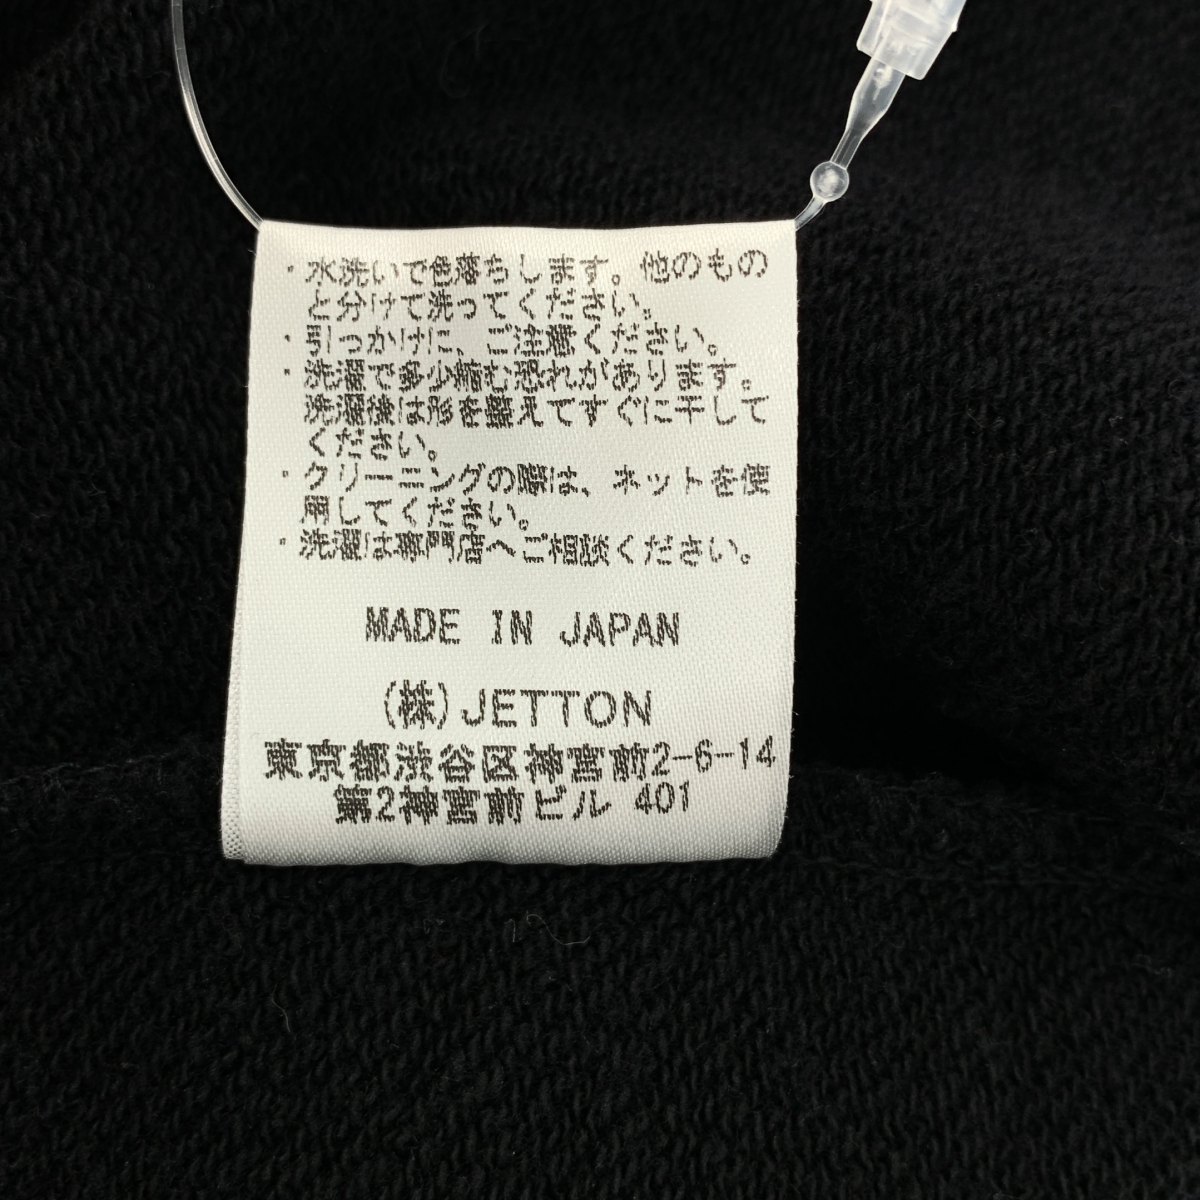 ・水洗いで色落ちします。他のもの
と分けて洗ってください。
・引っかけに、ご注意ください。
・洗濯で多少縮む恐れがあります。
洗濯後は形を整えてすぐに干して
ください。
・クリーニングの際は、ネットを使
用してください。
・洗濯は専門店へご相談ください。
MADE IN JAPAN
(株)JETTON
東京都渋谷区神宮前2-6-14
第2神宮前ビル 401